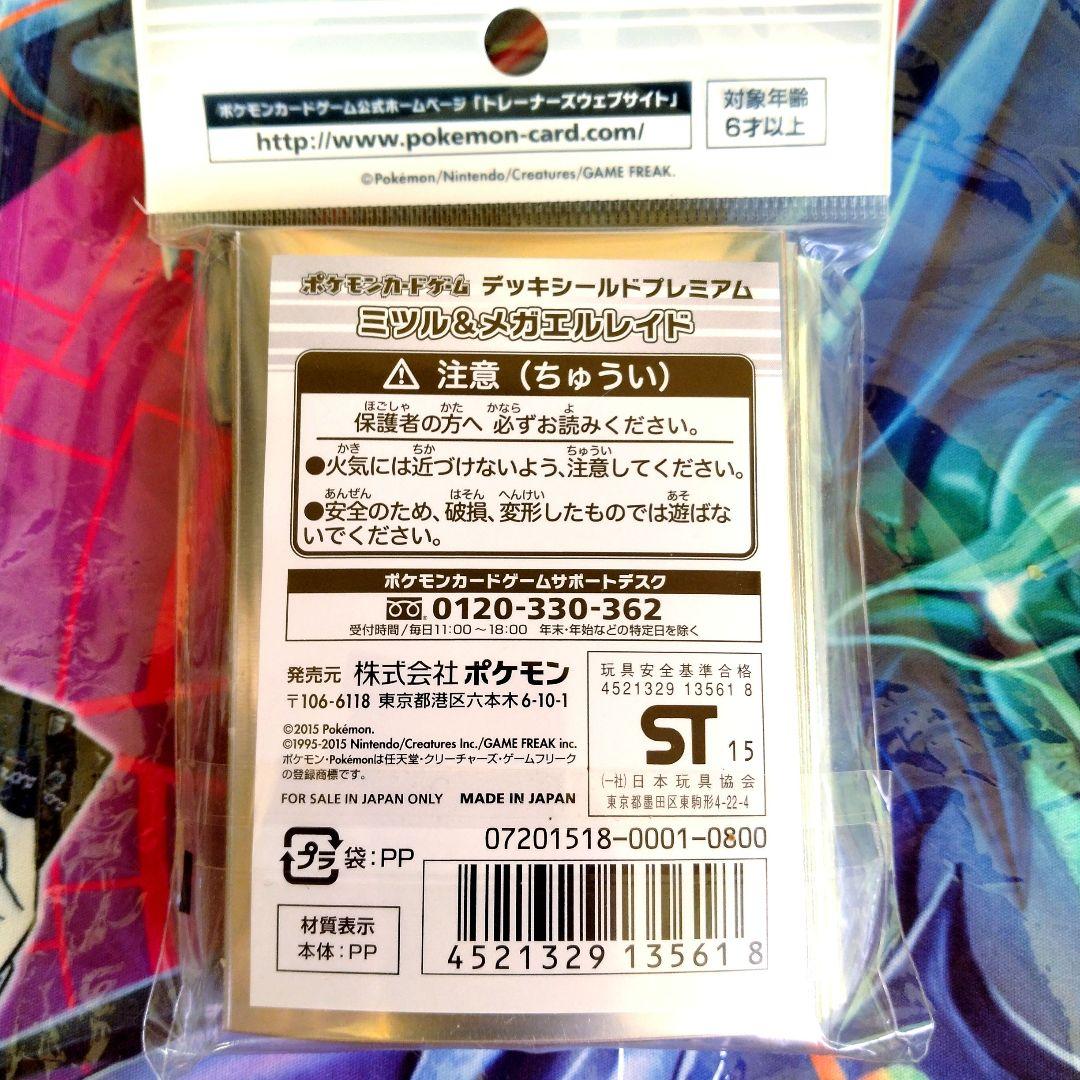 ポケモンカードゲーム公式ホームページ「トレーナーズウェブサイト」
http://www.pokemon-card.com/
対象年齢
6才以上
©Pokémon/Nintendo/Creatures/GAME FREAK.
ポケモンカードゲーム デッキシールドプレミアム
ミツル&メガエルレイド
注意（ちゅうい）
保護者の方へ 必ずお読みください。
ほごしゃ かた かなら よ
●火気には近づけないよう、注意してください。
かき ちか ちゅうい
●安全のため、破損、変形したものでは遊ばな
あんぜん はそん へんけい あそ
いでください。
ポケモンカードゲームサポートデスク
0120-330-362
受付時間/毎日11:00～18:00 年末・年始などの特定日を除く
発売元 株式会社 ポケモン
〒106-6118 東京都港区六本木6-10-1
©2015 Pokémon.
©1995-2015 Nintendo/Creatures Inc./GAME FREAK inc.
ポケモン・Pokémonは任天堂・クリーチャーズ・ゲームフリーク
の登録商標です。
FOR SALE IN JAPAN ONLY MADE IN JAPAN
玩具安全基準合格
4521329 13561 8
ST 15
(一社)日本玩具協会
東京都墨田区東駒形4-22-4
07201518-0001-0800
プラ 袋:PP
材質表示
本体:PP
4521329 135618